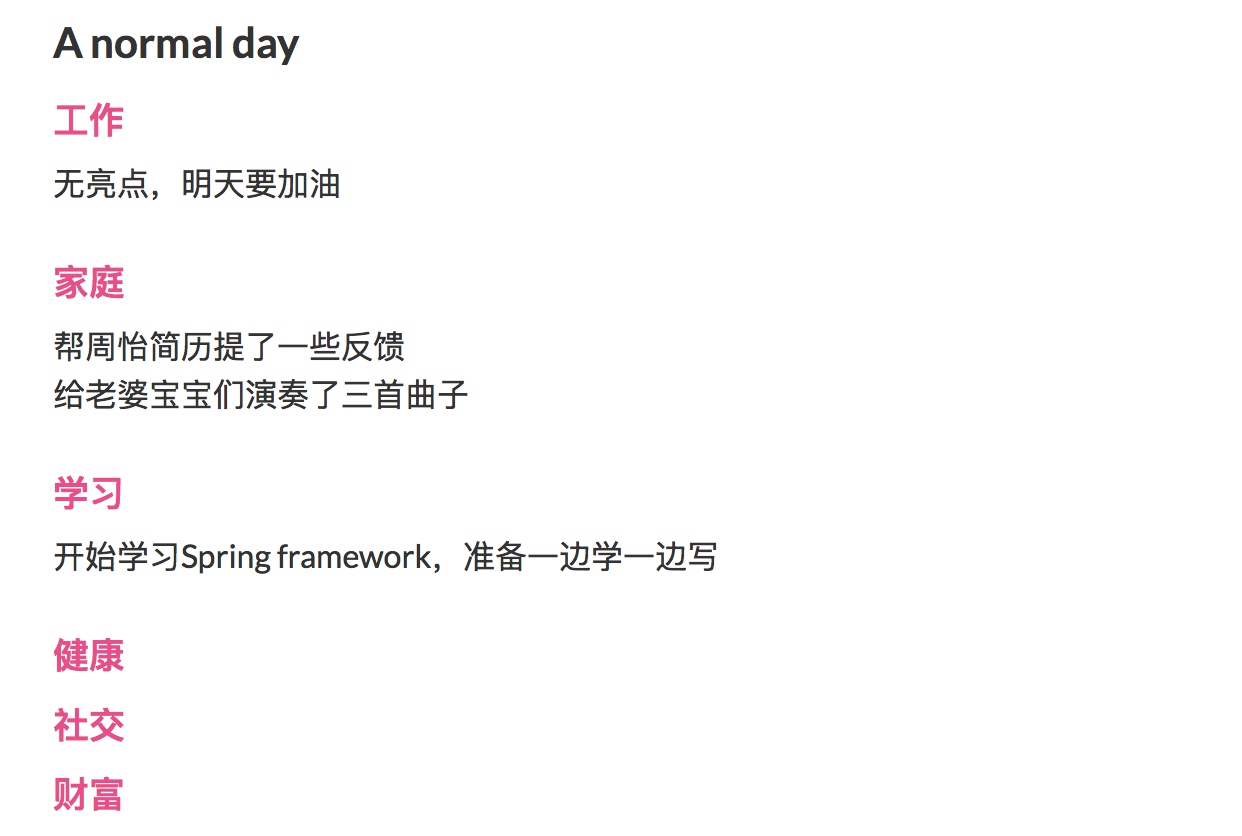 A normal day
工作
无亮点，明天要加油
家庭
帮周怡简历提了一些反馈
给老婆宝宝们演奏了三首曲子
学习
开始学习Spring framework，准备一边学一边写
健康
社交
财富